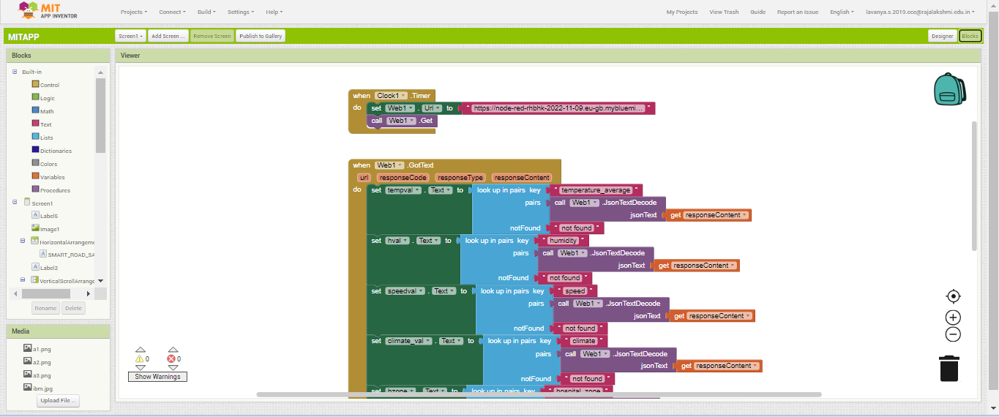 MIT
APP INVENTOR
Projects Connect Build Settings Help My Projects View Trash Guide Report an Issue English lavanya.s.2019.ece@rajalakshmi.edu.in
MITAPP Screen1 Add Screen ... Remove Screen Publish to Gallery Designer Blocks
Blocks
Built-in
Control
Logic
Math
Text
Lists
Dictionaries
Colors
Variables
Procedures
Screen1
Label5
Image1
HorizontalArrangeme
SMART_ROAD_SA
Label2
VerticalScrollArrange
Rename Delete
Media
a1.png
a2.png
a3.png
ibm.jpg
Upload File ...
Viewer
when Clock1 .Timer
do set Web1 . Url to " https://node-red-rhbhk-2022-11-09.eu-gb.mybluemi... "
call Web1 .Get
when Web1 .GotText
url responseCode responseType responseContent
do set tempval . Text to look up in pairs key " temperature_average "
pairs call Web1 .JsonTextDecode
jsonText get responseContent
notFound " not found "
set hval . Text to look up in pairs key " humidity "
pairs call Web1 .JsonTextDecode
jsonText get responseContent
notFound " not found "
set speedval . Text to look up in pairs key " speed "
pairs call Web1 .JsonTextDecode
jsonText get responseContent
notFound " not found "
set climate_val . Text to look up in pairs key " climate "
pairs call Web1 .JsonTextDecode
jsonText get responseContent
notFound " not found "
set hzone . Text to look up in pairs key " hospital_zone "
0 0
Show Warnings